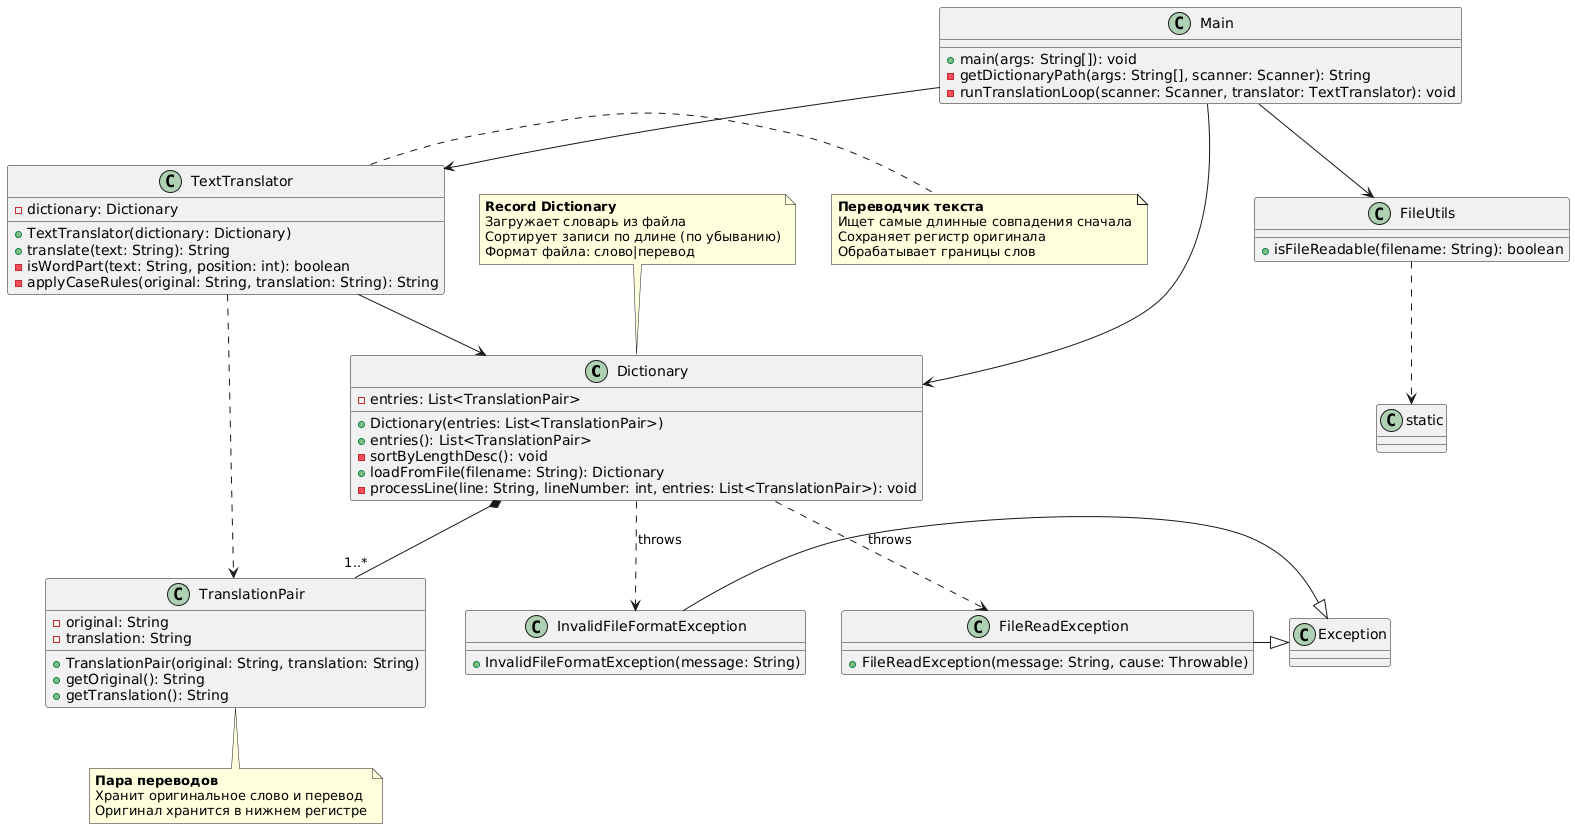 C Main
main(args: String[]): void
getDictionaryPath(args: String[], scanner: Scanner): String
runTranslationLoop(scanner: Scanner, translator: TextTranslator): void
C TextTranslator
dictionary: Dictionary
TextTranslator(dictionary: Dictionary)
translate(text: String): String
isWordPart(text: String, position: int): boolean
applyCaseRules(original: String, translation: String): String
Record Dictionary
Загружает словарь из файла
Сортирует записи по длине (по убыванию)
Формат файла: слово|перевод
Переводчик текста
Ищет самые длинные совпадения сначала
Сохраняет регистр оригинала
Обрабатывает границы слов
C FileUtils
isFileReadable(filename: String): boolean
C Dictionary
entries: List<TranslationPair>
Dictionary(entries: List<TranslationPair>)
entries(): List<TranslationPair>
sortByLengthDesc(): void
loadFromFile(filename: String): Dictionary
processLine(line: String, lineNumber: int, entries: List<TranslationPair>): void
C static
1..*
throws
throws
C TranslationPair
original: String
translation: String
TranslationPair(original: String, translation: String)
getOriginal(): String
getTranslation(): String
C InvalidFileFormatException
InvalidFileFormatException(message: String)
C FileReadException
FileReadException(message: String, cause: Throwable)
C Exception
Пара переводов
Хранит оригинальное слово и перевод
Оригинал хранится в нижнем регистре